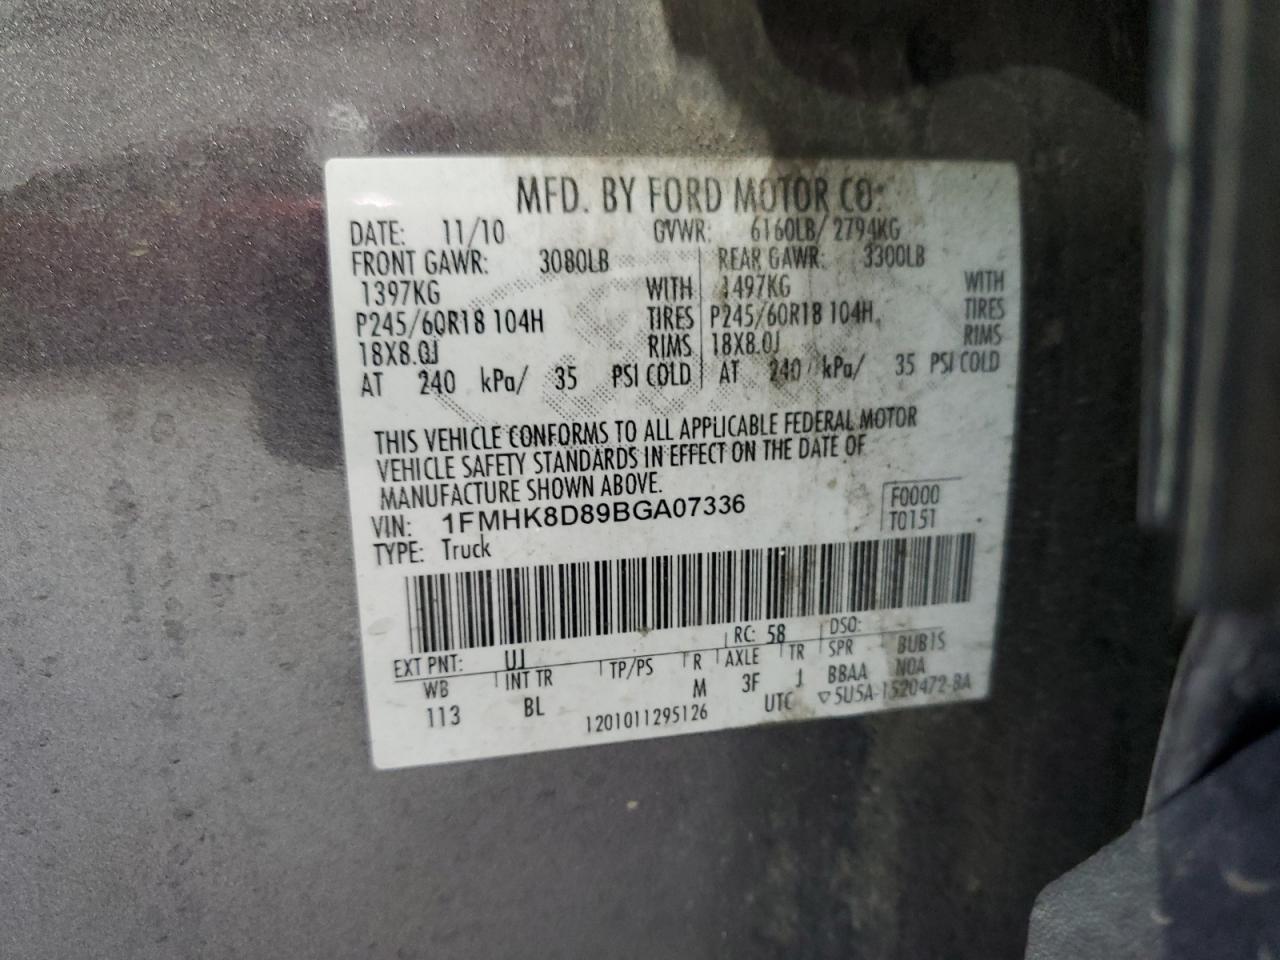 MFD. BY FORD MOTOR CO.
DATE: 11/10 GVWR: 6160LB/ 2794KG
FRONT GAWR: 3080LB REAR GAWR: 3300LB
1397KG WITH 1497KG WITH
P245/60R18 104H TIRES P245/60R18 104H TIRES
18X8.0J RIMS 18X8.0J RIMS
AT 240 kPa/ 35 PSI COLD AT 240 kPa/ 35 PSI COLD
THIS VEHICLE CONFORMS TO ALL APPLICABLE FEDERAL MOTOR
VEHICLE SAFETY STANDARDS IN EFFECT ON THE DATE OF
MANUFACTURE SHOWN ABOVE.
VIN: 1FMHK8D89BGA07336 F0000
TYPE: Truck T0151
EXT PNT: UJ RC: 58 DSO:
WB INT TR TP/PS R AXLE TR SPR BUB15
113 BL M 3F J BBAA NOA
1201011295126 UTC ▽5U5A-1520472-BA